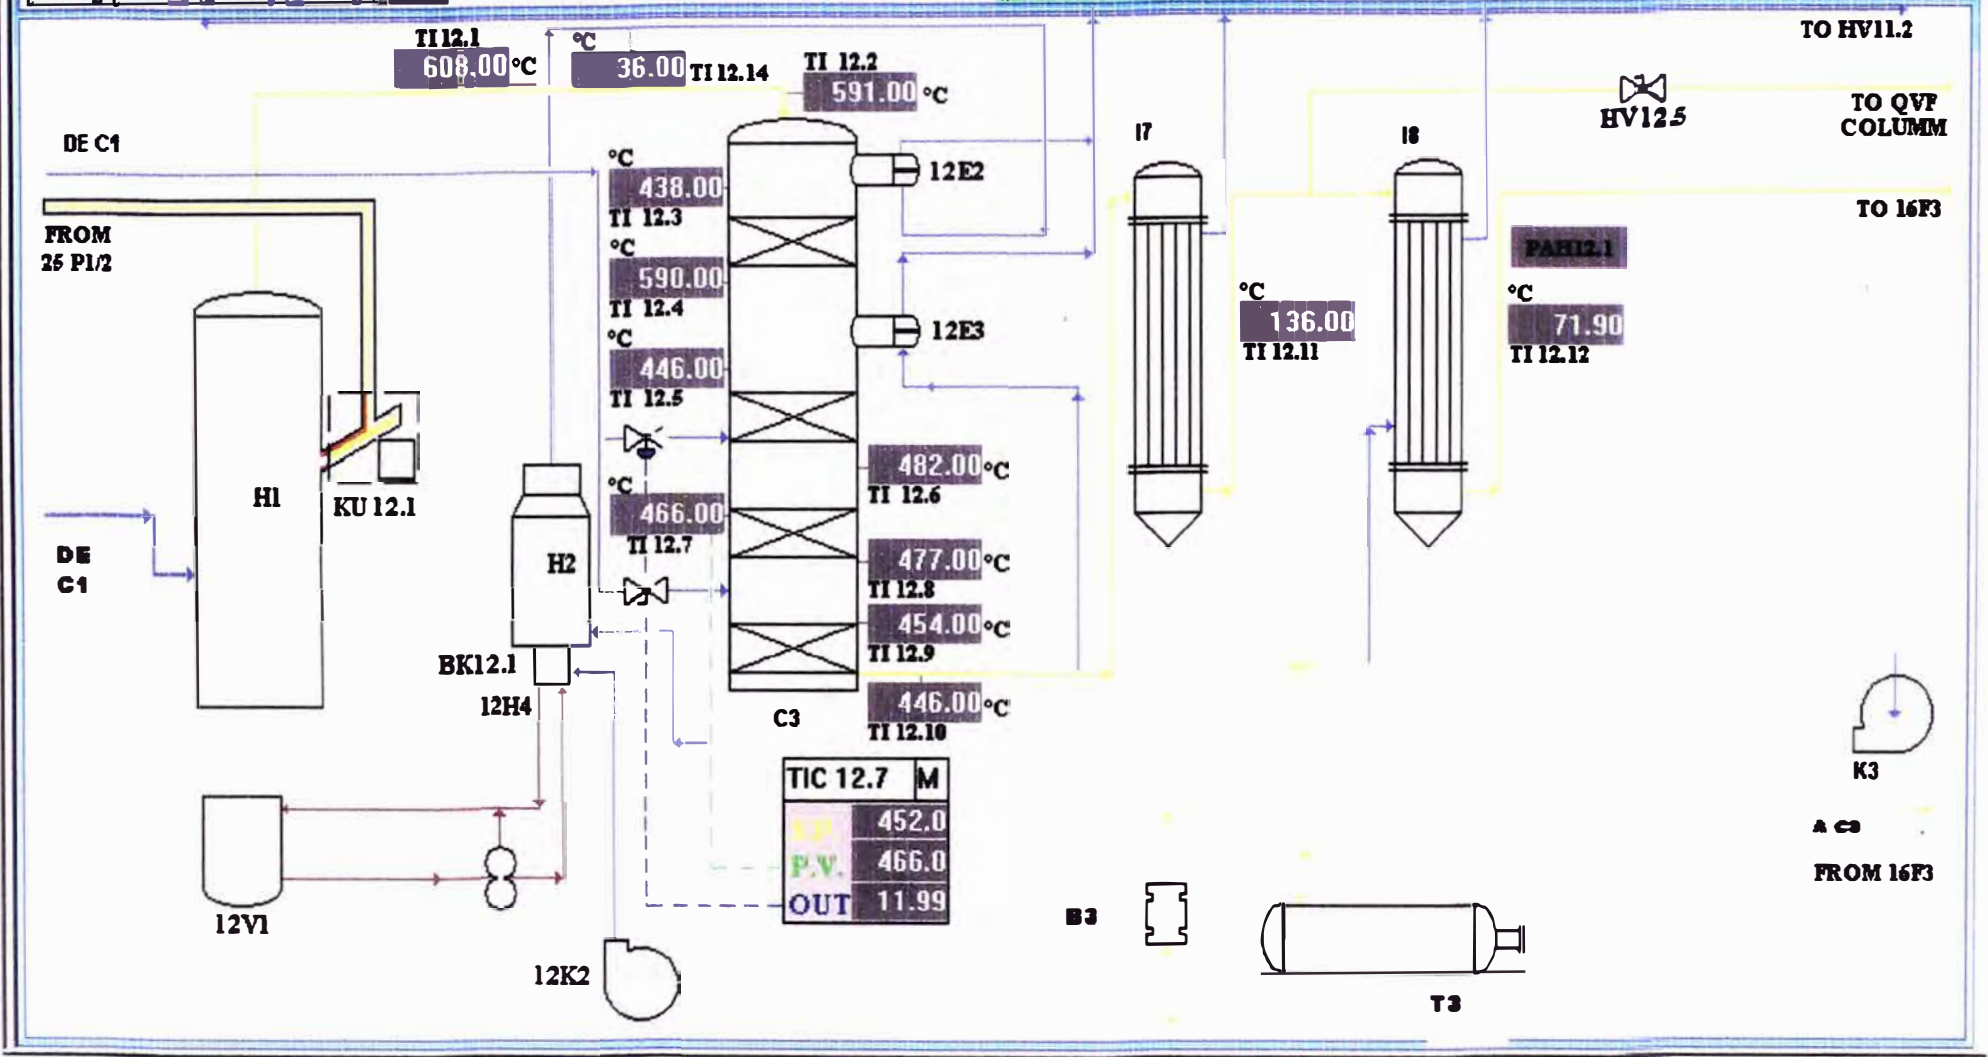 TO HV11.2
TI 12.1
608.00 °C
°C
36.00 TI 12.14
TI 12.2
591.00 °C
TO QVF
COLUMM
HV12.5
DE C1
I7
I8
°C
438.00
TI 12.3
12E2
FROM
25 P1/2
TO 16F3
°C
590.00
TI 12.4
PAH12.1
°C
136.00
TI 12.11
°C
71.90
TI 12.12
°C
446.00
TI 12.5
12E3
H1
KU 12.1
482.00 °C
TI 12.6
°C
466.00
TI 12.7
DE
C1
H2
477.00 °C
TI 12.8
454.00 °C
TI 12.9
BK12.1
12H4
C3
446.00 °C
TI 12.10
K3
TIC 12.7 M
452.0
P.V. 466.0
OUT 11.99
FROM 16F3
12V1
B3
12K2
T3